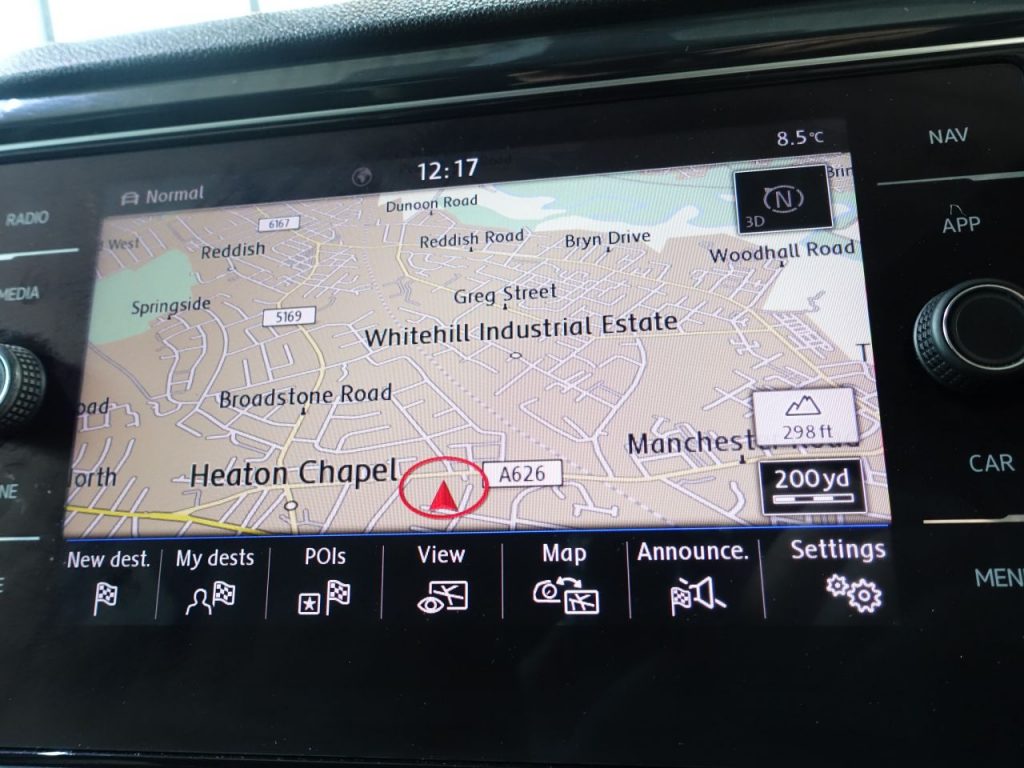 NAV
8.5°C
12:17
Normal
RADIO
APP
Dunoon Road
6167
N
3D
West
Reddish
Reddish Road
Bryn Drive
Woodhall Road
MEDIA
Springside
Greg Street
5169
Whitehill Industrial Estate
Broadstone Road
298 ft
Heaton Chapel
A626
200yd
CAR
New dest.
My dests
POIs
View
Map
Announce.
Settings